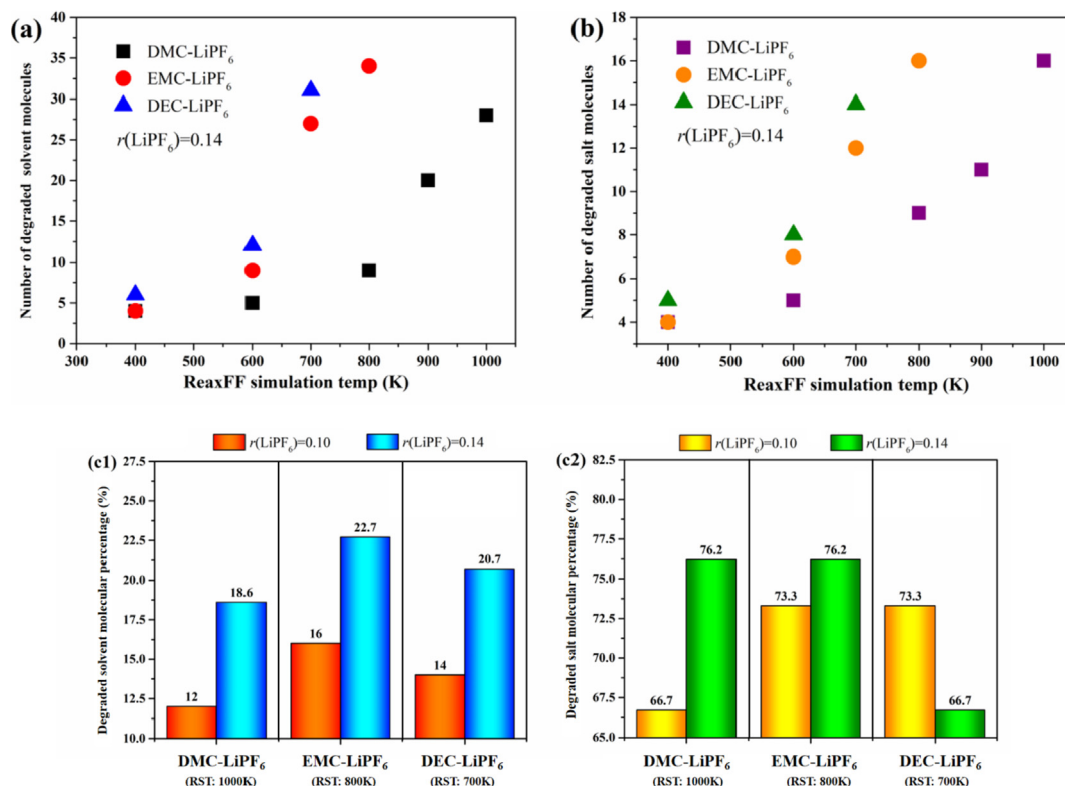 (a)
Number of degraded solvent molecules
40
35
30
25
20
15
10
5
0
DMC-LiPF6
EMC-LiPF6
DEC-LiPF6
r(LiPF6)=0.14
300 400 500 600 700 800 900 1000
ReaxFF simulation temp (K)
(b)
Number of degraded salt molecules
18
16
14
12
10
8
6
4
DMC-LiPF6
EMC-LiPF6
DEC-LiPF6
r(LiPF6)=0.14
400 500 600 700 800 900 1000
ReaxFF simulation temp (K)
(c1)
r(LiPF6)=0.10 r(LiPF6)=0.14
Degraded solvent molecular percentage (%)
27.5
25.0
22.5
20.0
17.5
15.0
12.5
10.0
12
18.6
16
22.7
14
20.7
DMC-LiPF6 EMC-LiPF6 DEC-LiPF6
(RST: 1000K) (RST: 800K) (RST: 700K)
(c2)
r(LiPF6)=0.10 r(LiPF6)=0.14
Degraded salt molecular percentage (%)
82.5
80.0
77.5
75.0
72.5
70.0
67.5
65.0
66.7
76.2
73.3
76.2
73.3
66.7
DMC-LiPF6 EMC-LiPF6 DEC-LiPF6
(RST: 1000K) (RST: 800K) (RST: 700K)